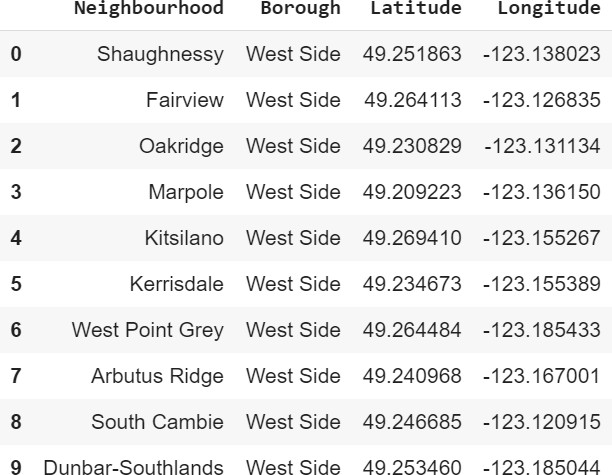 Neighbourhood Borough Latitude Longitude
0 Shaughnessy West Side 49.251863 -123.138023
1 Fairview West Side 49.264113 -123.126835
2 Oakridge West Side 49.230829 -123.131134
3 Marpole West Side 49.209223 -123.136150
4 Kitsilano West Side 49.269410 -123.155267
5 Kerrisdale West Side 49.234673 -123.155389
6 West Point Grey West Side 49.264484 -123.185433
7 Arbutus Ridge West Side 49.240968 -123.167001
8 South Cambie West Side 49.246685 -123.120915
9 Dunbar-Southlands West Side 49.253460 -123.185044